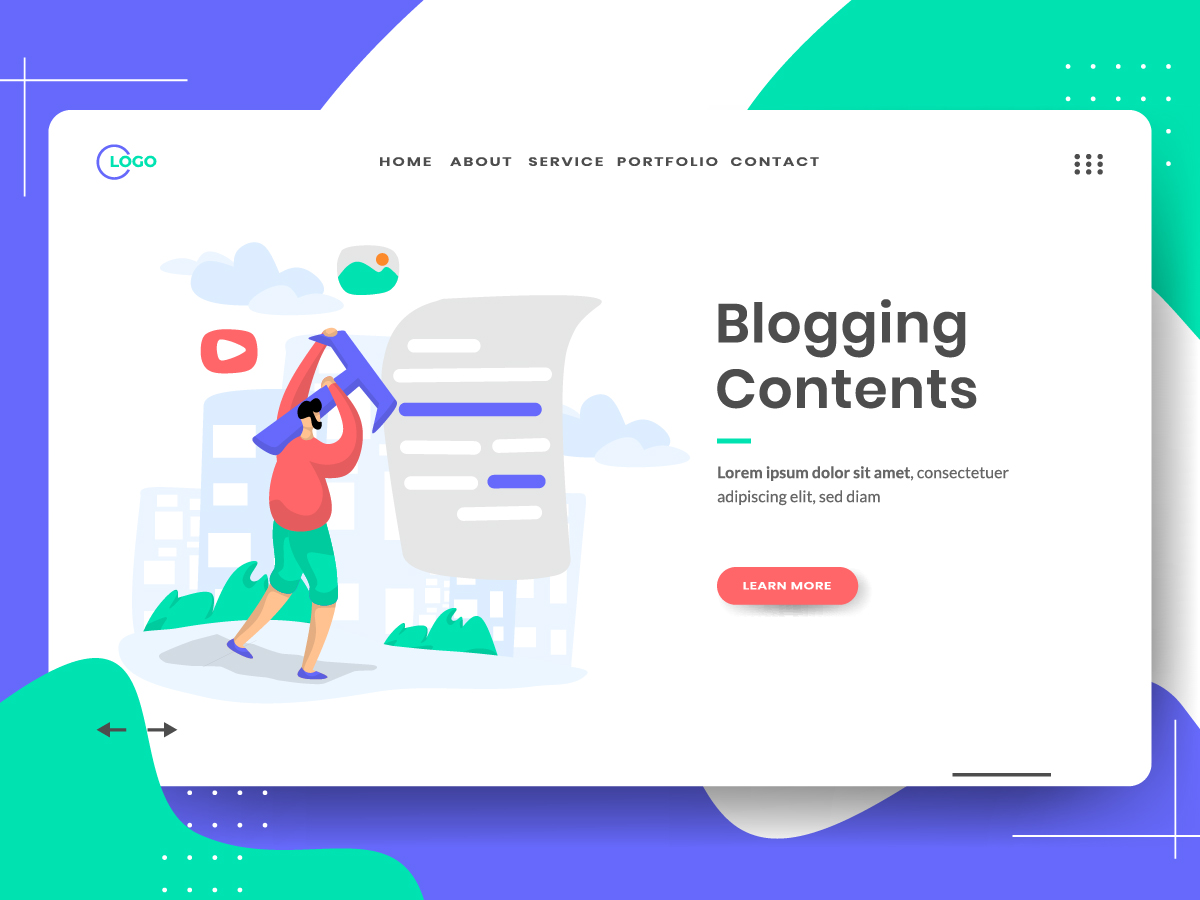 LOGO
HOME ABOUT SERVICE PORTFOLIO CONTACT
Blogging
Contents
Lorem ipsum dolor sit amet, consectetuer
adipiscing elit, sed diam
LEARN MORE